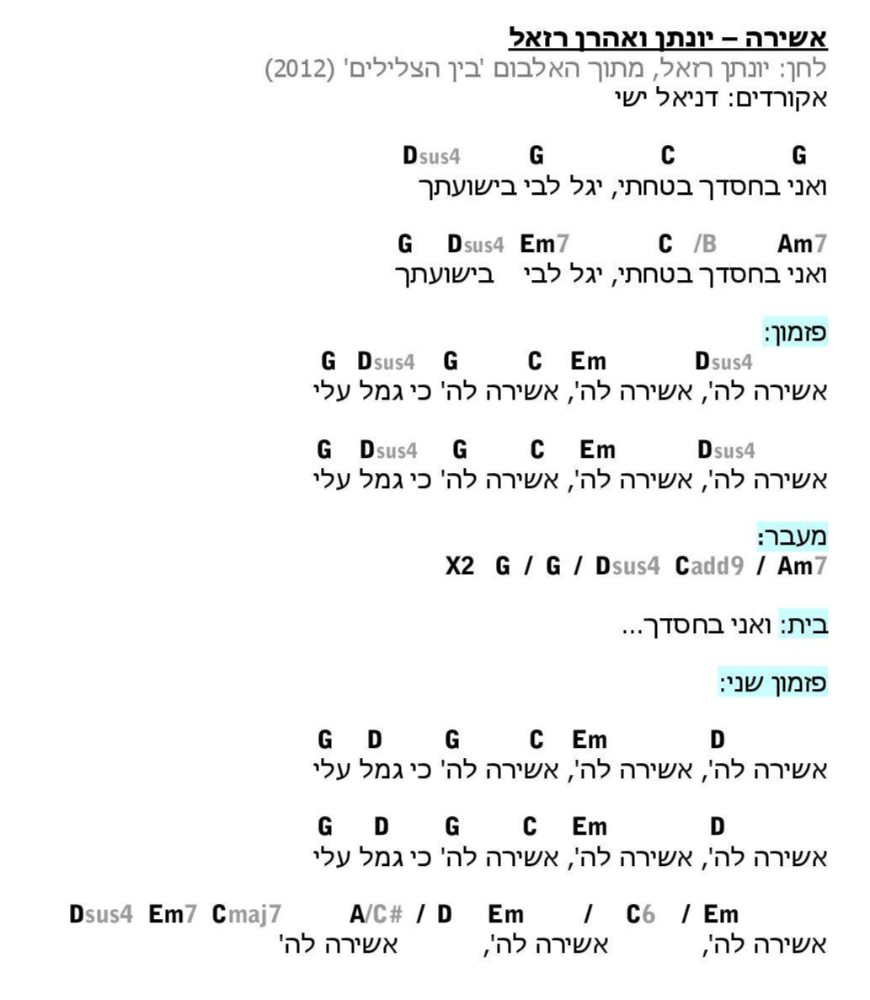 אשירה – יונתן ואהרן רזאל
לחן: יונתן רזאל, מתוך האלבום 'בין הצלילים' (2012)
אקורדים: דניאל ישי
Dsus4 G C G
ואני בחסדך בטחתי, יגל לבי בישועתך
G Dsus4 Em7 C /B Am7
ואני בחסדך בטחתי, יגל לבי בישועתך
פזמון:
G Dsus4 G C Em Dsus4
אשירה לה', אשירה לה', אשירה לה' כי גמל עלי
G Dsus4 G C Em Dsus4
אשירה לה', אשירה לה', אשירה לה' כי גמל עלי
מעבר:
X2 G / G / Dsus4 Cadd9 / Am7
בית: ואני בחסדך...
פזמון שני:
G D G C Em D
אשירה לה', אשירה לה', אשירה לה' כי גמל עלי
G D G C Em D
אשירה לה', אשירה לה', אשירה לה' כי גמל עלי
Dsus4 Em7 Cmaj7 A/C# / D Em / C6 / Em
אשירה לה', אשירה לה', אשירה לה'